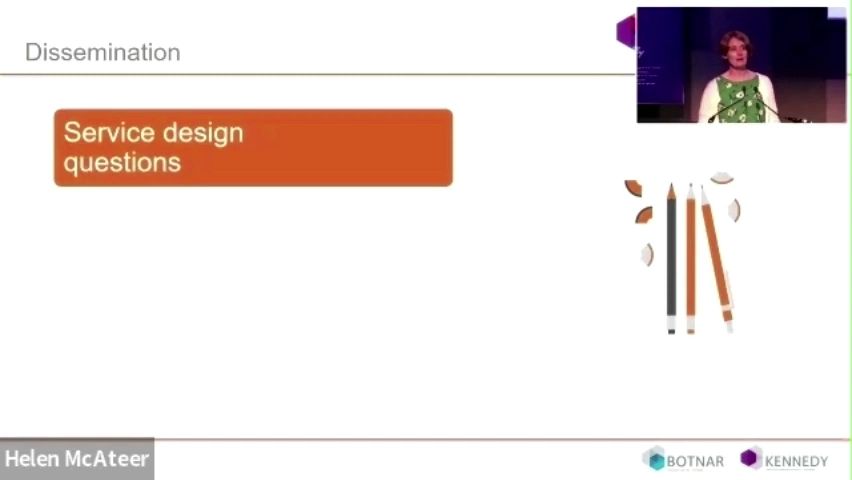 Dissemination
Service design
questions
Helen McAteer
BOTNAR
KENNEDY